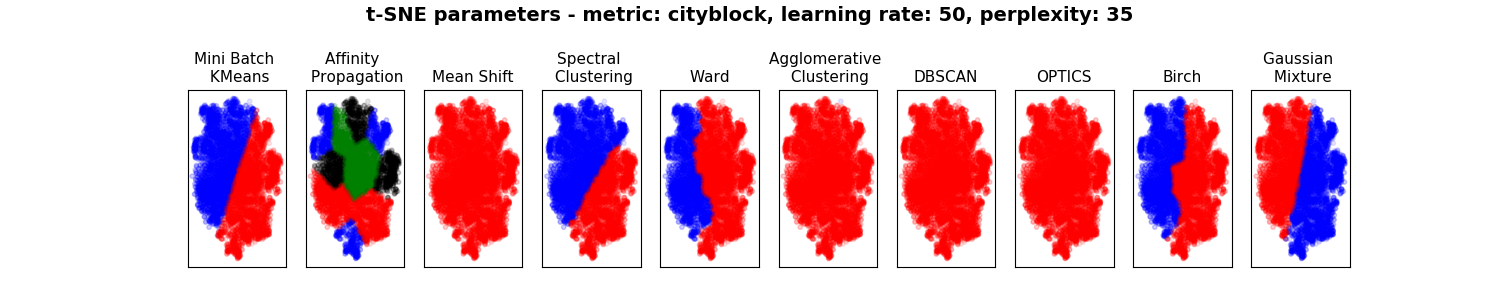 t-SNE parameters - metric: cityblock, learning rate: 50, perplexity: 35
Mini Batch
KMeans
Affinity
Propagation
Mean Shift
Spectral
Clustering
Ward
Agglomerative
Clustering
DBSCAN
OPTICS
Birch
Gaussian
Mixture